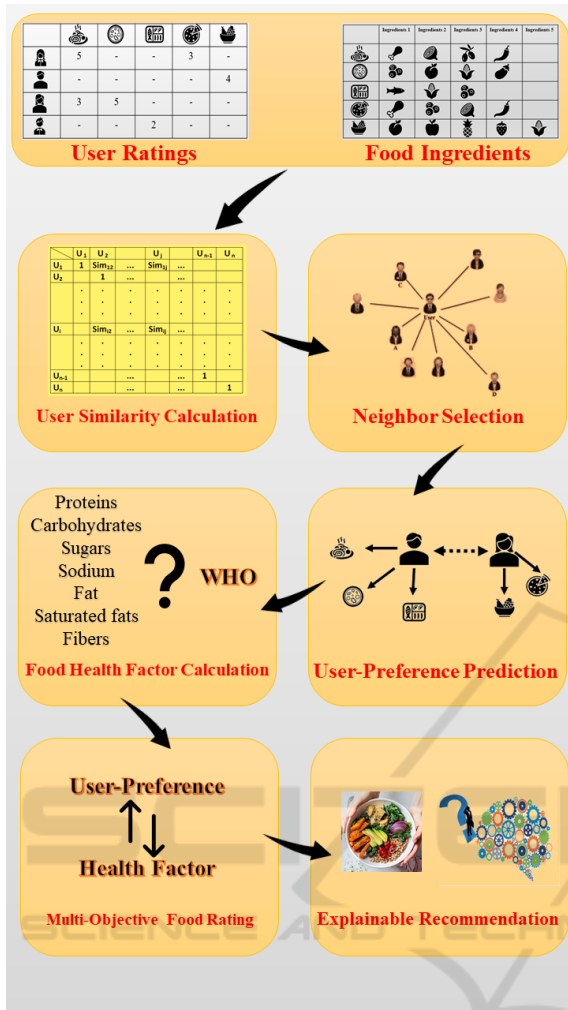 Ingredients 1 Ingredients 2 Ingredients 3 Ingredients 4 Ingredients 5
5 - - 3 -
- - - - 4
3 5 - - -
- - 2 - -
User Ratings
Food Ingredients
U1 U2 Uj Un-1 Un
U1 1 Sim12 ... Sim1j ...
U2 1 ... ...
. . . . . . .
. . . . . . .
. . . . . . .
Ui Simi2 ... Simij ...
. . . . . . .
. . . . . . .
. . . . . . .
Un-1 ... ... 1
Un ... ... 1
User Similarity Calculation
C
User
A
B
D
Neighbor Selection
Proteins
Carbohydrates
Sugars
Sodium
Fat
Saturated fats
Fibers
? WHO
Food Health Factor Calculation
User-Preference Prediction
User-Preference
Health Factor
Multi-Objective Food Rating
?
Explainable Recommendation
SCIENCE AND TECHN